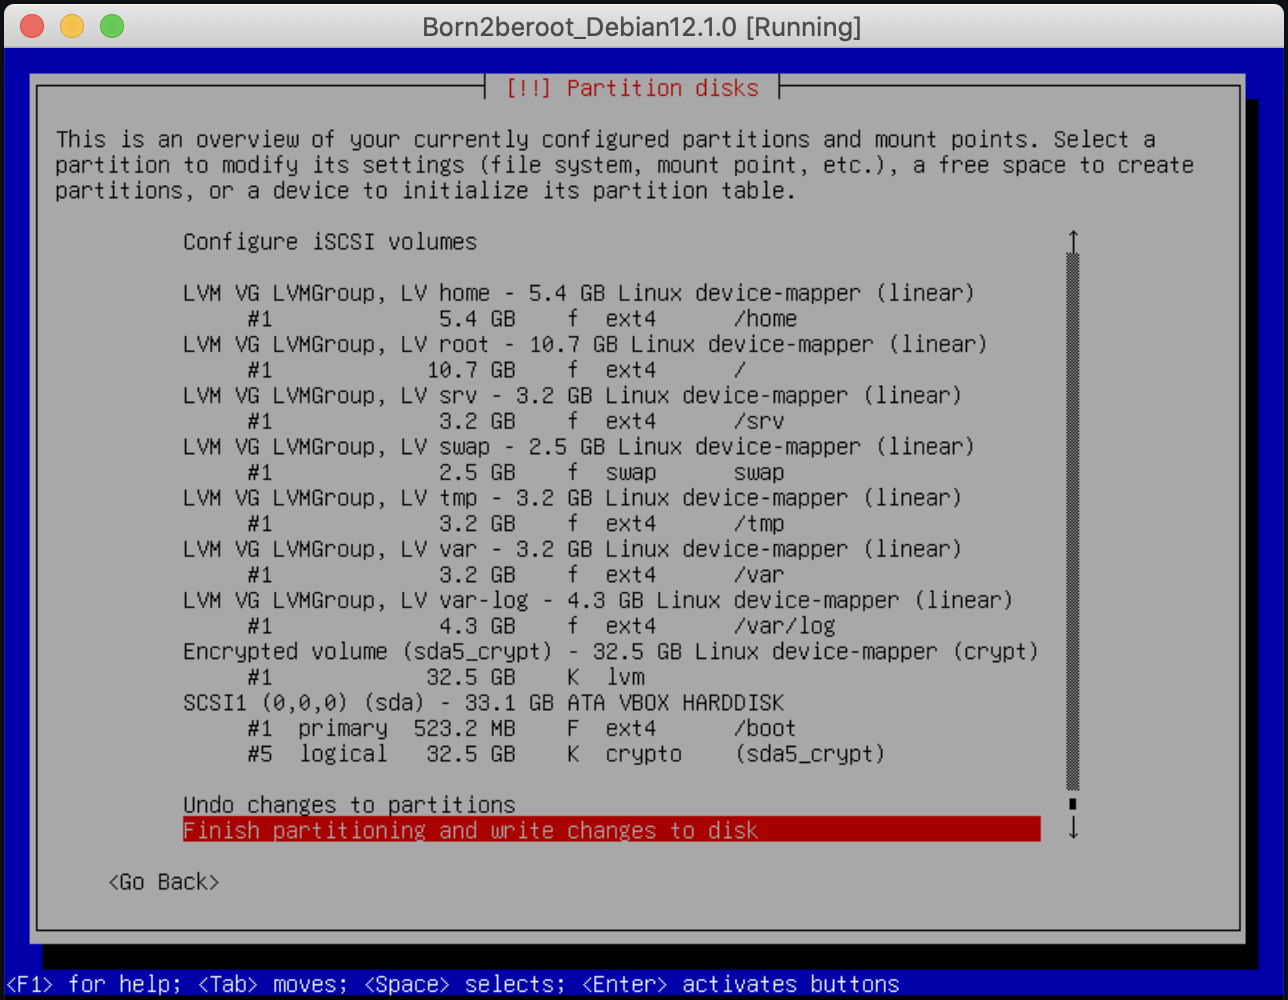 Born2beroot_Debian12.1.0 [Running]
[!!] Partition disks
This is an overview of your currently configured partitions and mount points. Select a
partition to modify its settings (file system, mount point, etc.), a free space to create
partitions, or a device to initialize its partition table.
Configure iSCSI volumes
LVM VG LVMGroup, LV home - 5.4 GB Linux device-mapper (linear)
#1 5.4 GB f ext4 /home
LVM VG LVMGroup, LV root - 10.7 GB Linux device-mapper (linear)
#1 10.7 GB f ext4 /
LVM VG LVMGroup, LV srv - 3.2 GB Linux device-mapper (linear)
#1 3.2 GB f ext4 /srv
LVM VG LVMGroup, LV swap - 2.5 GB Linux device-mapper (linear)
#1 2.5 GB f swap swap
LVM VG LVMGroup, LV tmp - 3.2 GB Linux device-mapper (linear)
#1 3.2 GB f ext4 /tmp
LVM VG LVMGroup, LV var - 3.2 GB Linux device-mapper (linear)
#1 3.2 GB f ext4 /var
LVM VG LVMGroup, LV var-log - 4.3 GB Linux device-mapper (linear)
#1 4.3 GB f ext4 /var/log
Encrypted volume (sda5_crypt) - 32.5 GB Linux device-mapper (crypt)
#1 32.5 GB K lvm
SCSI1 (0,0,0) (sda) - 33.1 GB ATA VBOX HARDDISK
#1 primary 523.2 MB F ext4 /boot
#5 logical 32.5 GB K crypto (sda5_crypt)
Undo changes to partitions
Finish partitioning and write changes to disk
<Go Back>
<F1> for help; <Tab> moves; <Space> selects; <Enter> activates buttons